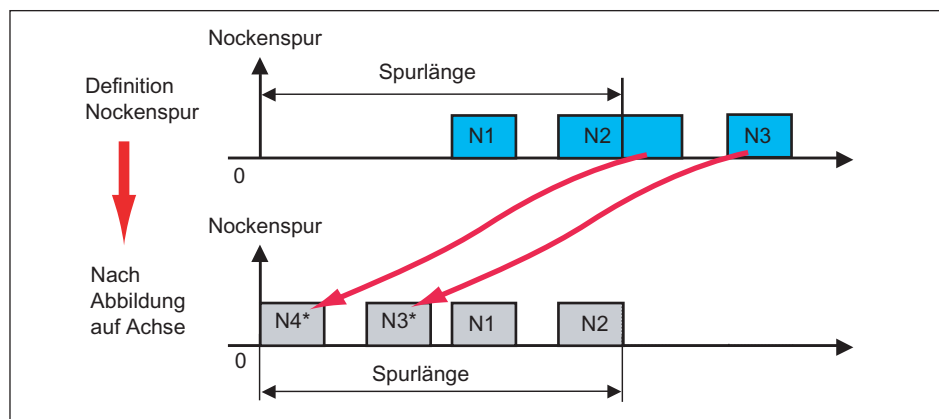 Nockenspur
Spurlänge
Definition
Nockenspur
N1 N2 N3
0
Nockenspur
Nach
Abbildung
auf Achse
N4* N3* N1 N2
0
Spurlänge